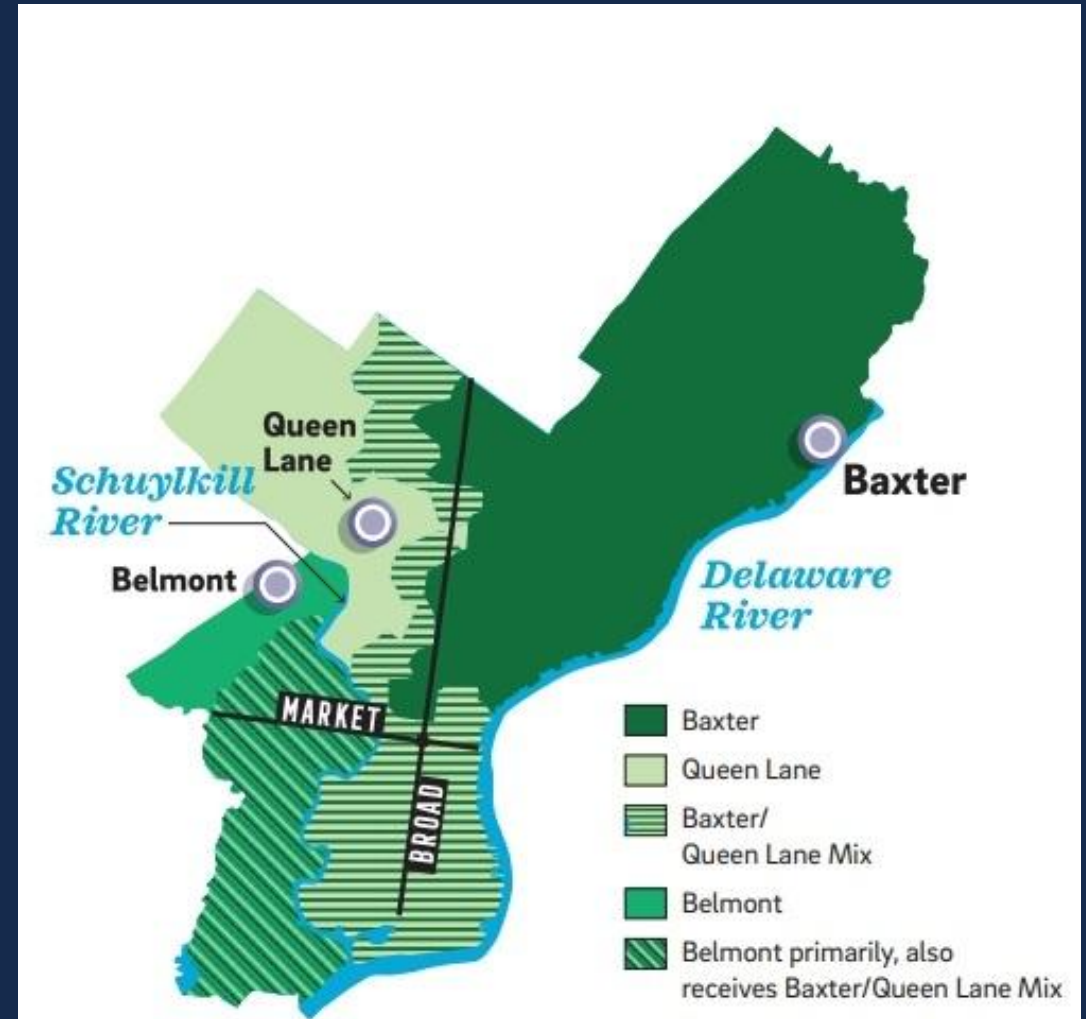 Queen
Lane
Schuylkill
River
Belmont
Baxter
Delaware
River
MARKET
BROAD
Baxter
Queen Lane
Baxter/
Queen Lane Mix
Belmont
Belmont primarily, also
receives Baxter/Queen Lane Mix